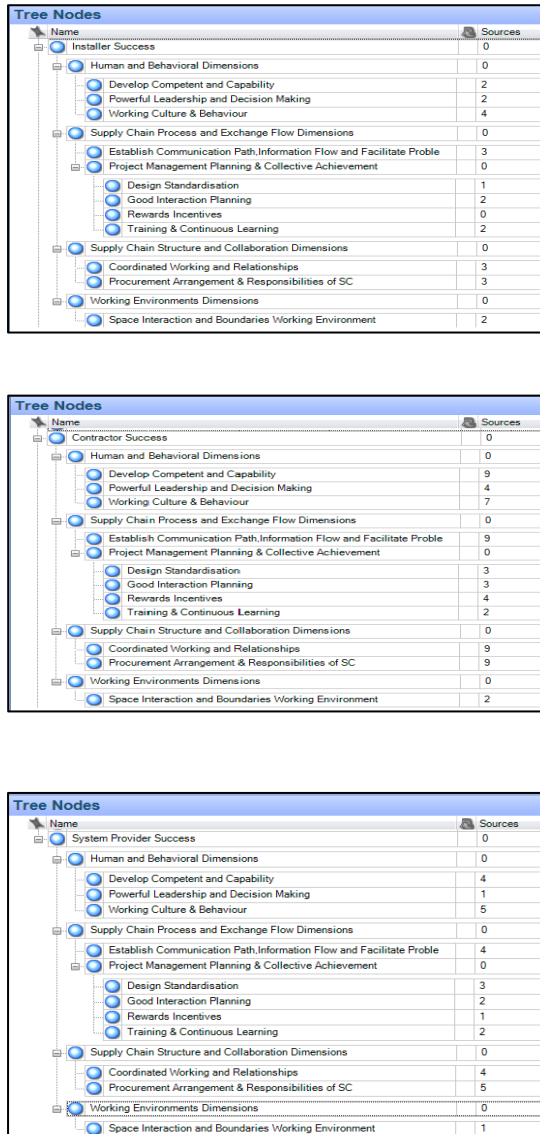 Tree Nodes
Name Sources
Installer Success 0
Human and Behavioral Dimensions 0
Develop Competent and Capability 2
Powerful Leadership and Decision Making 2
Working Culture & Behaviour 4
Supply Chain Process and Exchange Flow Dimensions 0
Establish Communication Path,Information Flow and Facilitate Proble 3
Project Management Planning & Collective Achievement 0
Design Standardisation 1
Good Interaction Planning 2
Rewards Incentives 0
Training & Continuous Learning 2
Supply Chain Structure and Collaboration Dimensions 0
Coordinated Working and Relationships 3
Procurement Arrangement & Responsibilities of SC 3
Working Environments Dimensions 0
Space Interaction and Boundaries Working Environment 2
Tree Nodes
Name Sources
Contractor Success 0
Human and Behavioral Dimensions 0
Develop Competent and Capability 9
Powerful Leadership and Decision Making 4
Working Culture & Behaviour 7
Supply Chain Process and Exchange Flow Dimensions 0
Establish Communication Path,Information Flow and Facilitate Proble 9
Project Management Planning & Collective Achievement 0
Design Standardisation 3
Good Interaction Planning 3
Rewards Incentives 4
Training & Continuous Learning 2
Supply Chain Structure and Collaboration Dimensions 0
Coordinated Working and Relationships 9
Procurement Arrangement & Responsibilities of SC 9
Working Environments Dimensions 0
Space Interaction and Boundaries Working Environment 2
Tree Nodes
Name Sources
System Provider Success 0
Human and Behavioral Dimensions 0
Develop Competent and Capability 4
Powerful Leadership and Decision Making 1
Working Culture & Behaviour 5
Supply Chain Process and Exchange Flow Dimensions 0
Establish Communication Path,Information Flow and Facilitate Proble 4
Project Management Planning & Collective Achievement 0
Design Standardisation 3
Good Interaction Planning 2
Rewards Incentives 1
Training & Continuous Learning 2
Supply Chain Structure and Collaboration Dimensions 0
Coordinated Working and Relationships 4
Procurement Arrangement & Responsibilities of SC 5
Working Environments Dimensions 0
Space Interaction and Boundaries Working Environment 1